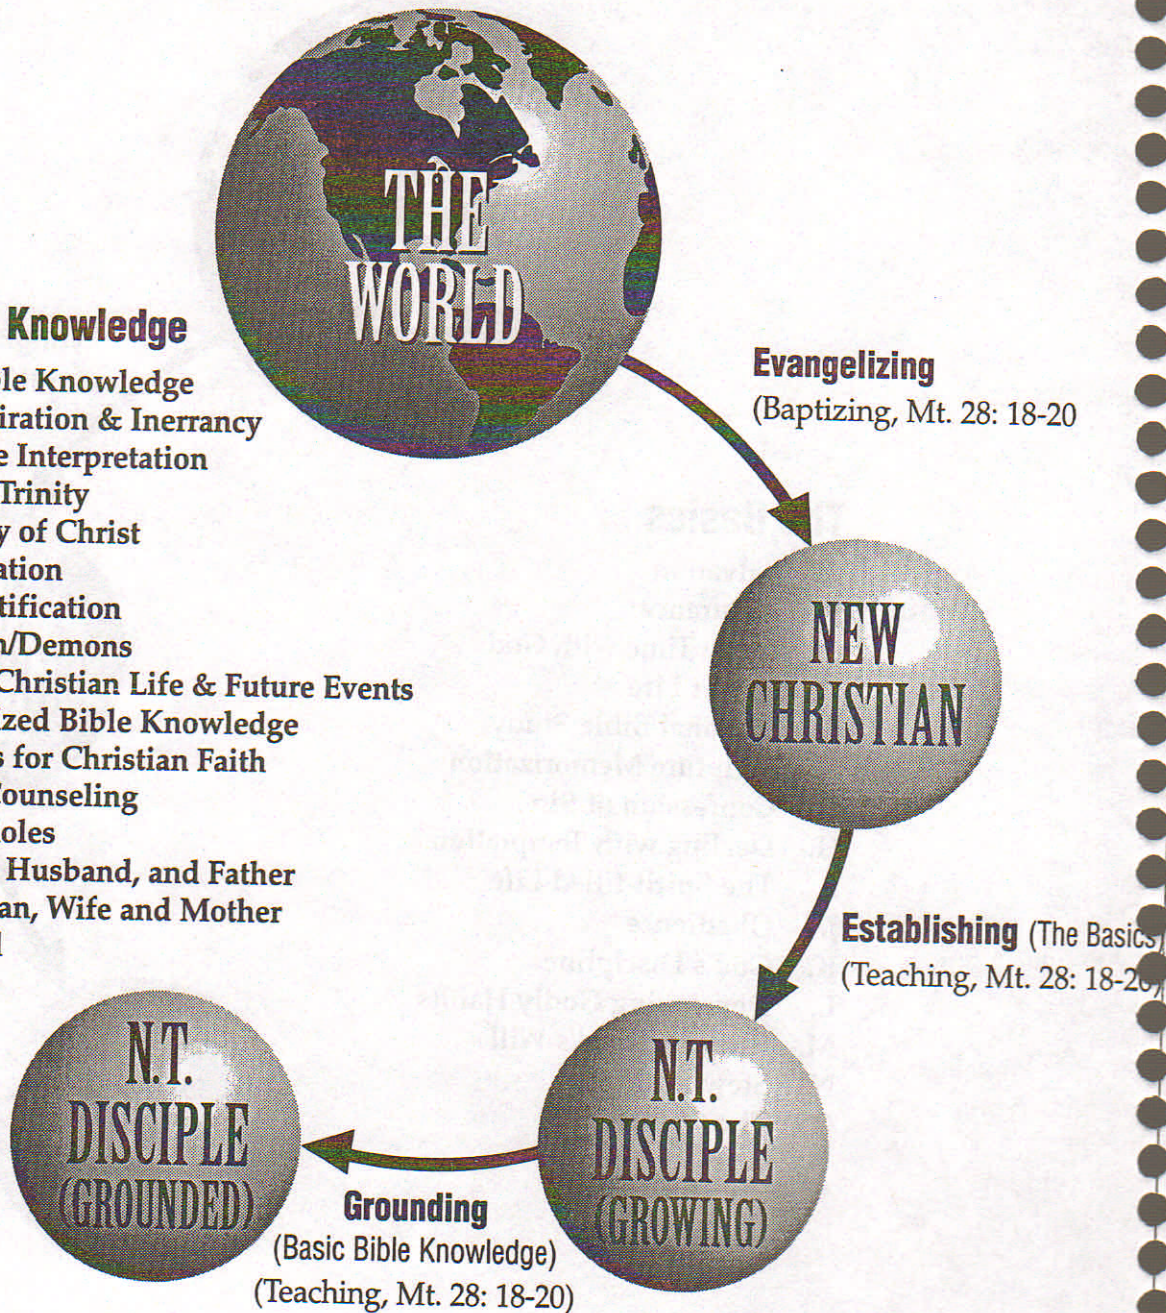 THE
WORLD
Knowledge
ble Knowledge
iration & Inerrancy
e Interpretation
Trinity
y of Christ
ation
tification
n/Demons
Christian Life & Future Events
zed Bible Knowledge
s for Christian Faith
Counseling
oles
Husband, and Father
an, Wife and Mother
Evangelizing
(Baptizing, Mt. 28: 18-20
NEW
CHRISTIAN
Establishing (The Basics)
(Teaching, Mt. 28: 18-20)
N.T.
DISCIPLE
(GROWING)
Grounding
(Basic Bible Knowledge)
(Teaching, Mt. 28: 18-20)
N.T.
DISCIPLE
(GROUNDED)